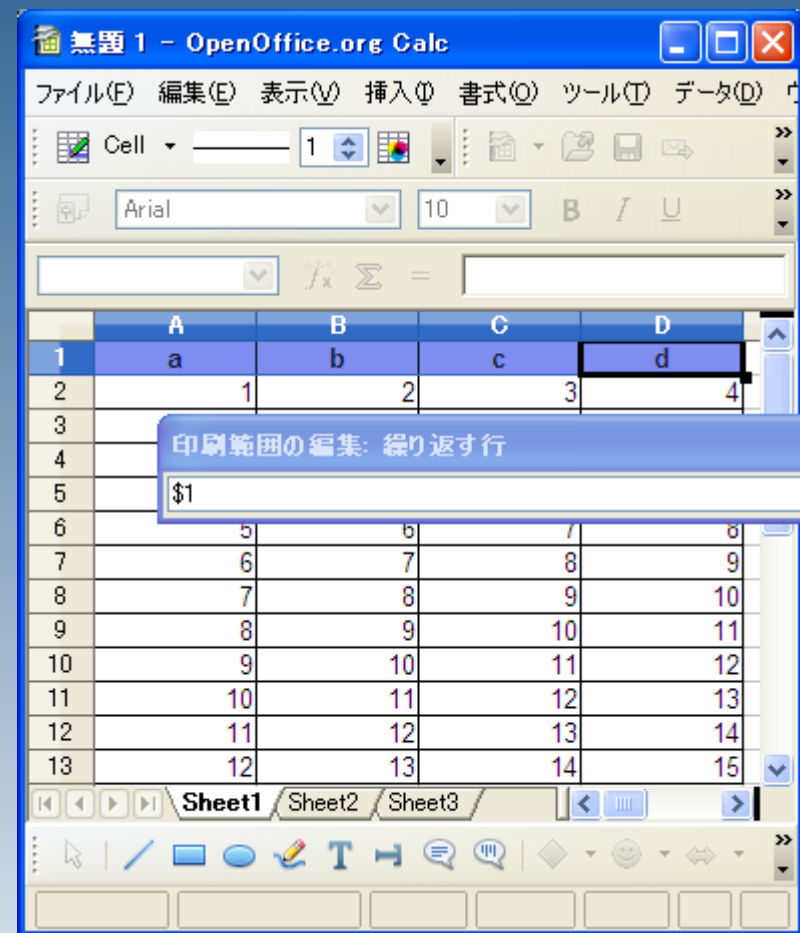 無題 1 - OpenOffice.org Calc
ファイル(F) 編集(E) 表示(V) 挿入(I) 書式(O) ツール(T) データ(D)
Cell 1
Arial 10 B I U
fx Σ =
A B C D
1 a b c d
2 1 2 3 4
3
印刷範囲の編集: 繰り返す行
4
5 $1
6 5 6 7 8
7 6 7 8 9
8 7 8 9 10
9 8 9 10 11
10 9 10 11 12
11 10 11 12 13
12 11 12 13 14
13 12 13 14 15
Sheet1 Sheet2 Sheet3
T